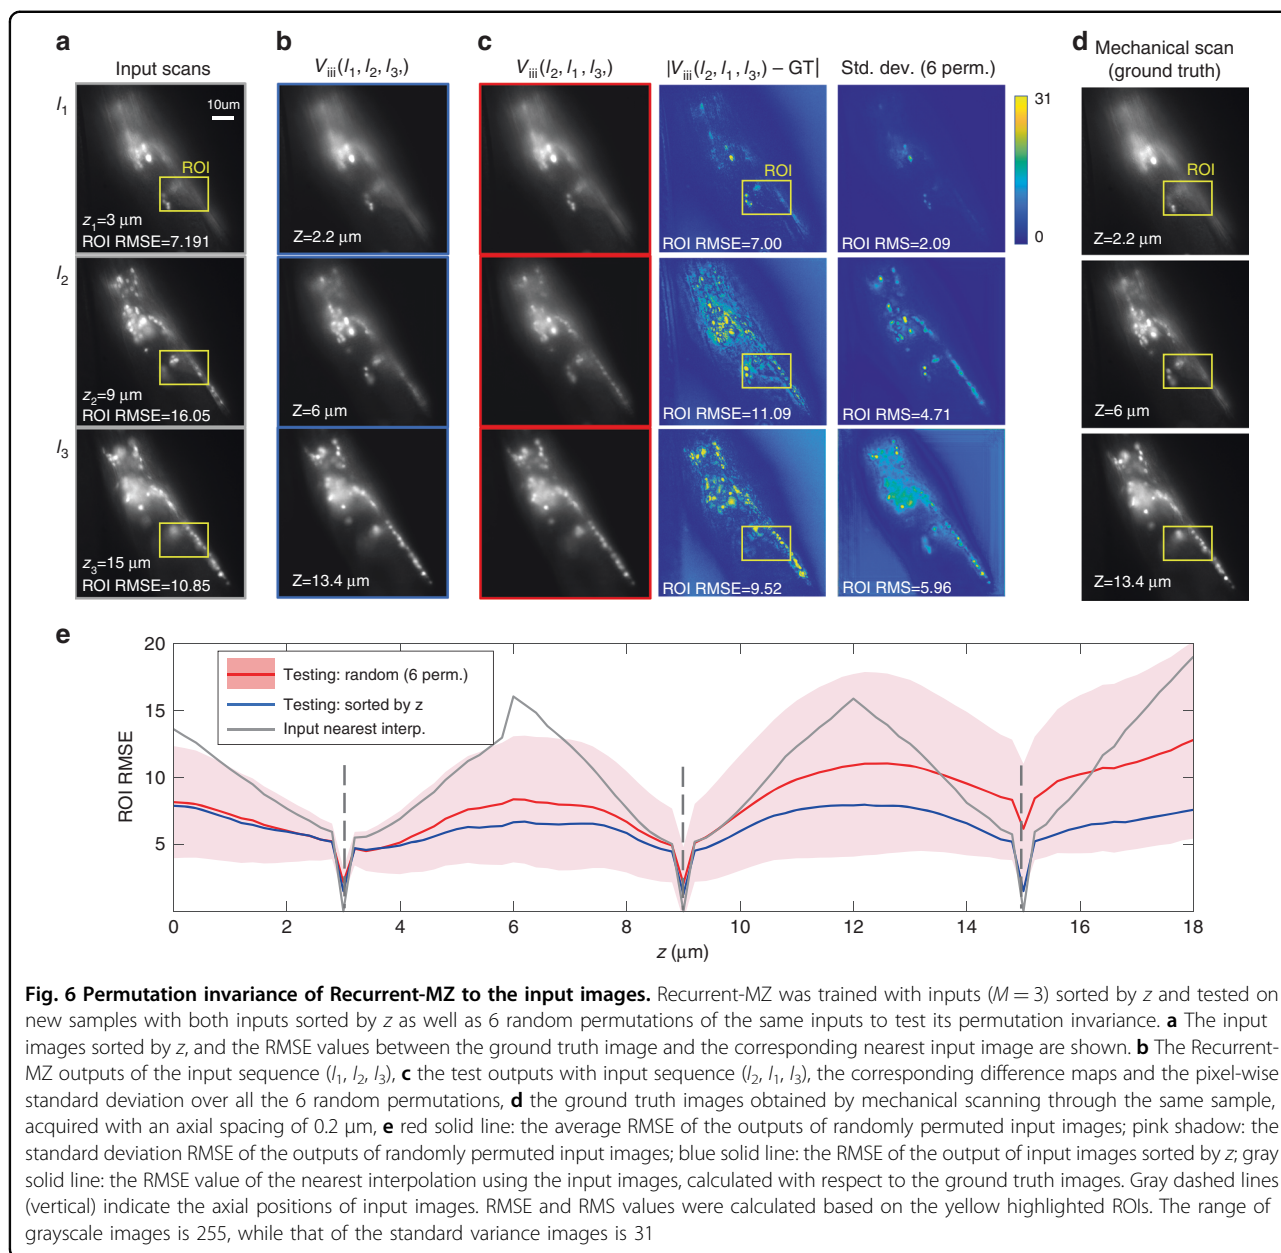 a
Input scans
I1
10um
ROI
z1=3 μm
ROI RMSE=7.191
I2
z2=9 μm
ROI RMSE=16.05
I3
z3=15 μm
ROI RMSE=10.85
b
Viii(I1, I2, I3,)
Z=2.2 μm
Z=6 μm
Z=13.4 μm
c
Viii(I2, I1, I3,)
|Viii(I2, I1, I3,) – GT|
Std. dev. (6 perm.)
ROI
ROI RMSE=7.00
ROI RMS=2.09
ROI RMSE=11.09
ROI RMS=4.71
ROI RMSE=9.52
ROI RMS=5.96
31
0
d
Mechanical scan
(ground truth)
ROI
Z=2.2 μm
Z=6 μm
Z=13.4 μm
e
20
15
10
5
ROI RMSE
Testing: random (6 perm.)
Testing: sorted by z
Input nearest interp.
0 2 4 6 8 10 12 14 16 18
z (μm)
Fig. 6 Permutation invariance of Recurrent-MZ to the input images. Recurrent-MZ was trained with inputs (M = 3) sorted by z and tested on
new samples with both inputs sorted by z as well as 6 random permutations of the same inputs to test its permutation invariance. a The input
images sorted by z, and the RMSE values between the ground truth image and the corresponding nearest input image are shown. b The Recurrent-
MZ outputs of the input sequence (I1, I2, I3), c the test outputs with input sequence (I2, I1, I3), the corresponding difference maps and the pixel-wise
standard deviation over all the 6 random permutations, d the ground truth images obtained by mechanical scanning through the same sample,
acquired with an axial spacing of 0.2 μm, e red solid line: the average RMSE of the outputs of randomly permuted input images; pink shadow: the
standard deviation RMSE of the outputs of randomly permuted input images; blue solid line: the RMSE of the output of input images sorted by z; gray
solid line: the RMSE value of the nearest interpolation using the input images, calculated with respect to the ground truth images. Gray dashed lines
(vertical) indicate the axial positions of input images. RMSE and RMS values were calculated based on the yellow highlighted ROIs. The range of
grayscale images is 255, while that of the standard variance images is 31